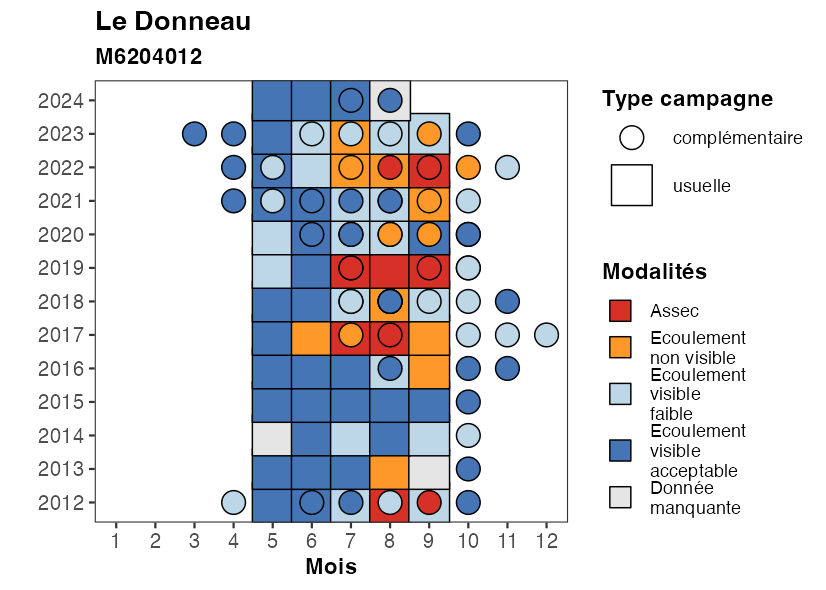 Le Donneau
M6204012
2024
2023
2022
2021
2020
2019
2018
2017
2016
2015
2014
2013
2012
1 2 3 4 5 6 7 8 9 10 11 12
Mois
Type campagne
complémentaire
usuelle
Modalités
Assec
Ecoulement
non visible
Ecoulement
visible
faible
Ecoulement
visible
acceptable
Donnée
manquante